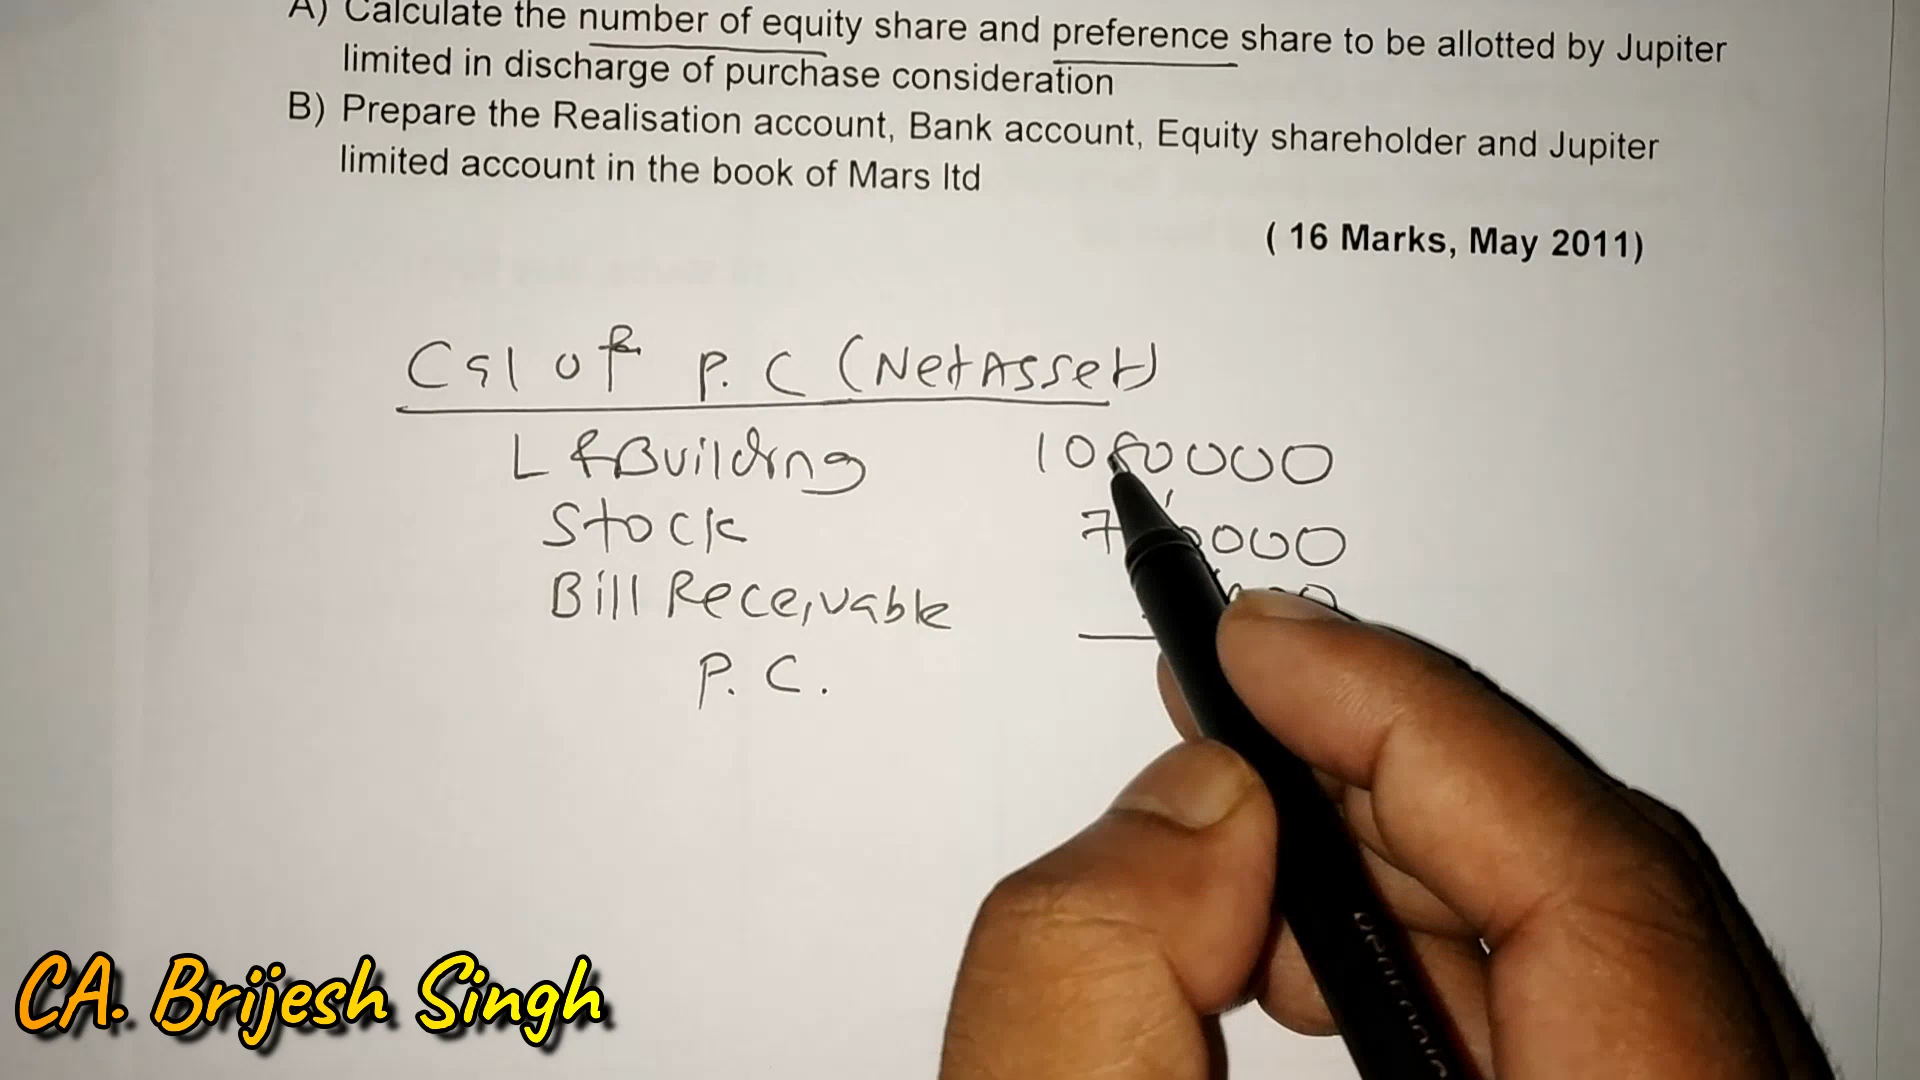 A) Calculate the number of equity share and preference share to be allotted by Jupiter
limited in discharge of purchase consideration
B) Prepare the Realisation account, Bank account, Equity shareholder and Jupiter
limited account in the book of Mars ltd
( 16 Marks, May 2011)
Cal of P. C (Net Asset)
L & Building 1080000
Stock
Bill Receivable
P. C.
CA. Brijesh Singh